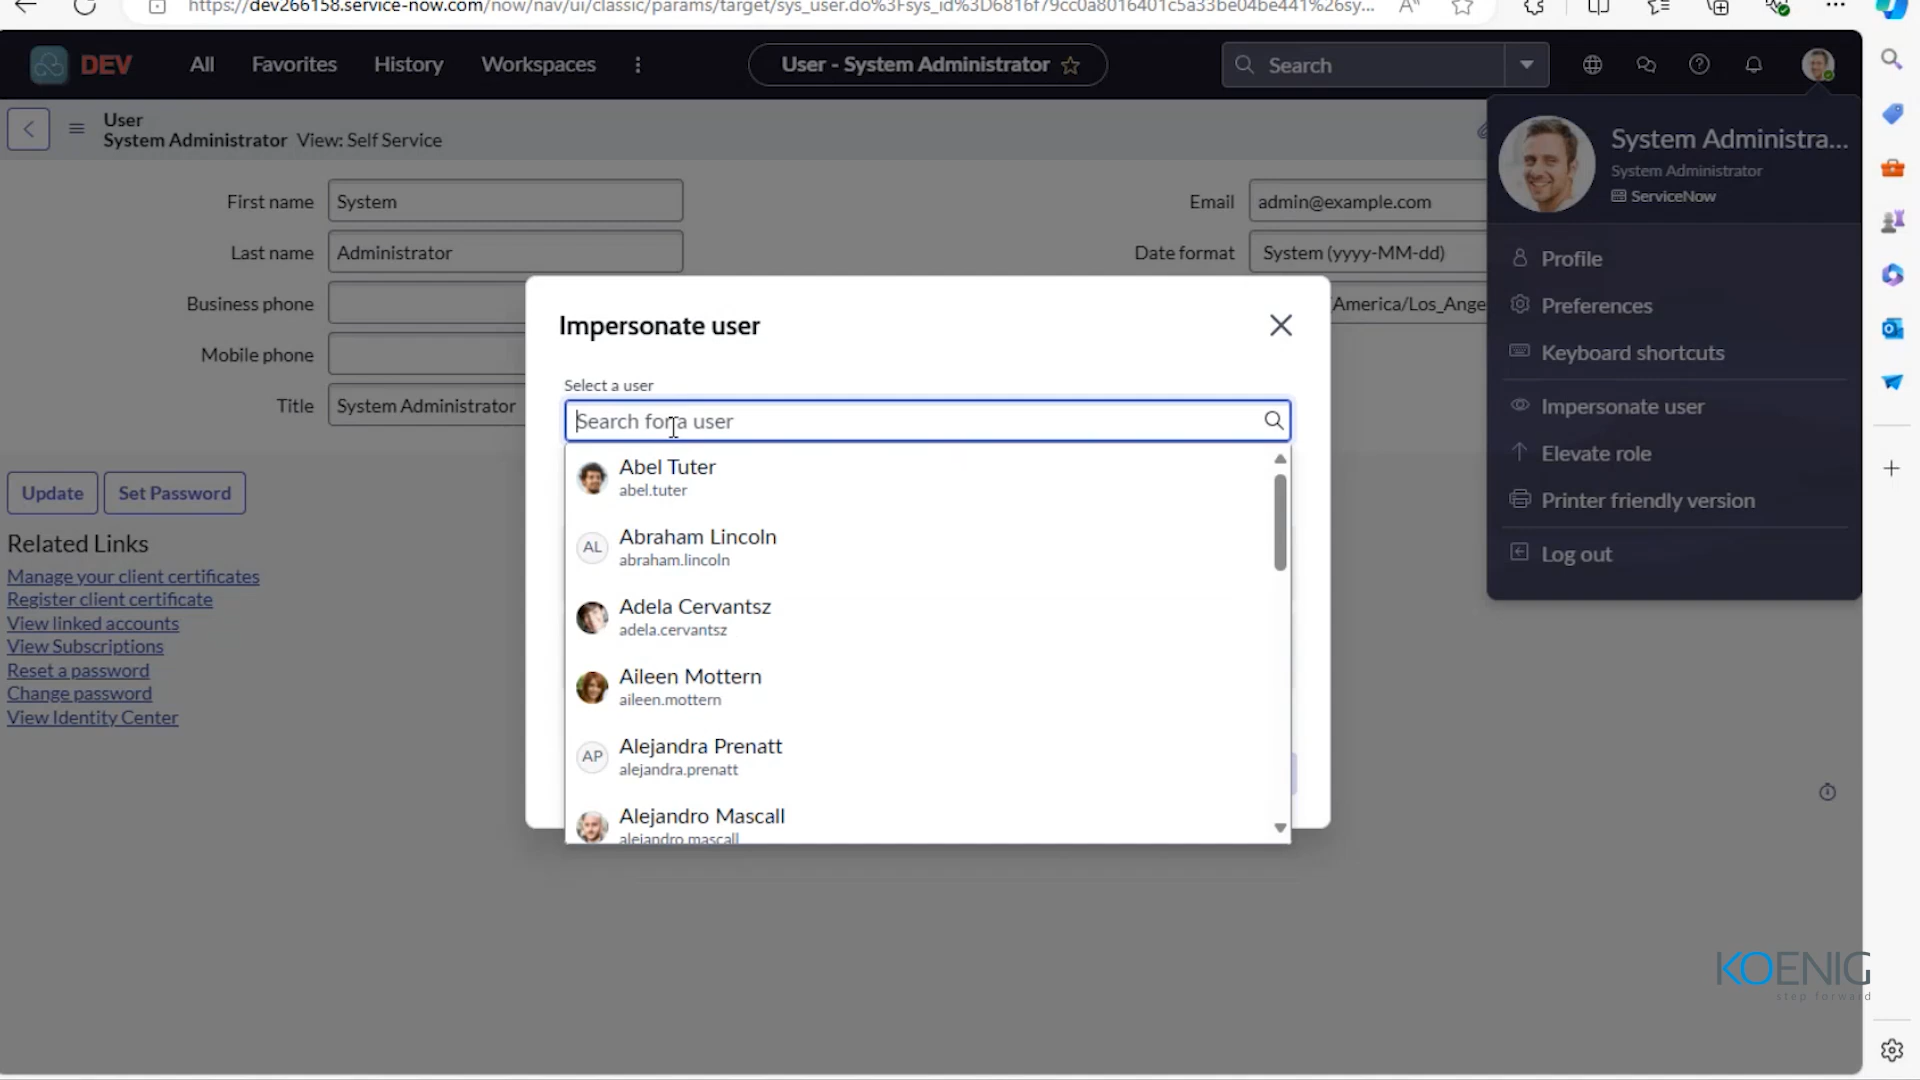 https://dev266158.service-now.com/now/nav/ui/classic/params/target/sys_user.do%3Fsys_id%3D6816f79cc0a8016401c5a33be04be441%26sy...
DEV
All
Favorites
History
Workspaces
User - System Administrator
Search
User
System Administrator View: Self Service
First name
System
Last name
Administrator
Business phone
Mobile phone
Title
System Administrator
Email
admin@example.com
Date format
System (yyyy-MM-dd)
America/Los_Ange
Update
Set Password
Related Links
Manage your client certificates
Register client certificate
View linked accounts
View Subscriptions
Reset a password
Change password
View Identity Center
Impersonate user
Select a user
Search for a user
Abel Tuter
abel.tuter
AL
Abraham Lincoln
abraham.lincoln
Adela Cervantsz
adela.cervantsz
Aileen Mottern
aileen.mottern
AP
Alejandra Prenatt
alejandra.prenatt
Alejandro Mascall
alejandro.mascall
System Administra...
System Administrator
ServiceNow
Profile
Preferences
Keyboard shortcuts
Impersonate user
Elevate role
Printer friendly version
Log out
KOENIG
step forward